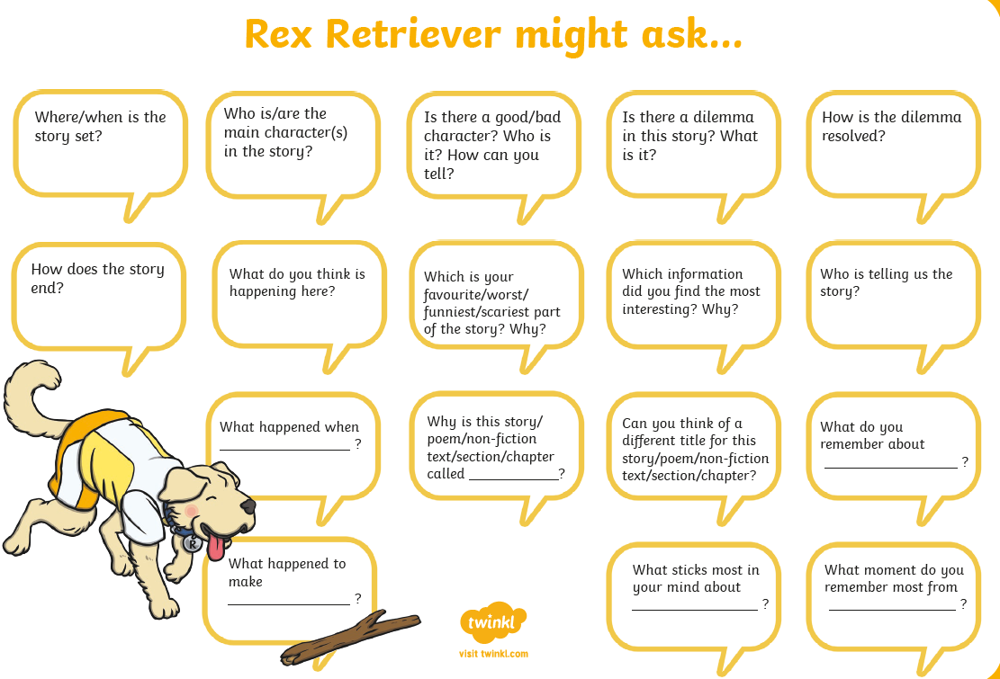 Rex Retriever might ask...
Where/when is the
story set?
Who is/are the
main character(s)
in the story?
Is there a good/bad
character? Who is
it? How can you
tell?
Is there a dilemma
in this story? What
is it?
How is the dilemma
resolved?
How does the story
end?
What do you think is
happening here?
Which is your
favourite/worst/
funniest/scariest part
of the story? Why?
Which information
did you find the most
interesting? Why?
Who is telling us the
story?
What happened when
_________________ ?
Why is this story/
poem/non-fiction
text/section/chapter
called ____________?
Can you think of a
different title for this
story/poem/non-fiction
text/section/chapter?
What do you
remember about
_________________ ?
What happened to
make
________________ ?
What sticks most in
your mind about
________________ ?
What moment do you
remember most from
________________ ?
R
twinkl
visit twinkl.com